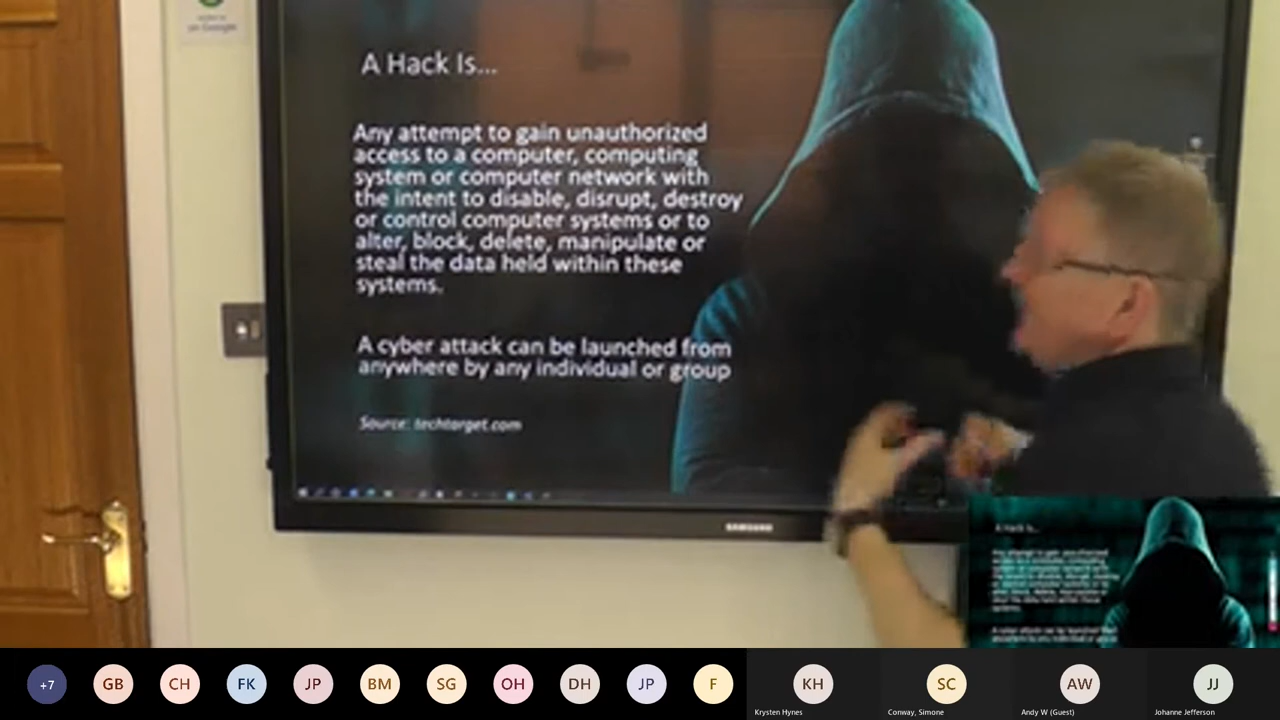 on Google
A Hack Is...
Any attempt to gain unauthorized
access to a computer, computing
system or computer network with
the intent to disable, disrupt, destroy
or control computer systems or to
alter, block, delete, manipulate or
steal the data held within these
systems.
A cyber attack can be launched from
anywhere by any individual or group
Source: techtarget.com
SAMSUNG
A Hack Is...
+7
GB
CH
FK
JP
BM
SG
OH
DH
JP
F
KH
SC
AW
JJ
Krysten Hynes
Conway, Simone
Andy W (Guest)
Johanne Jefferson